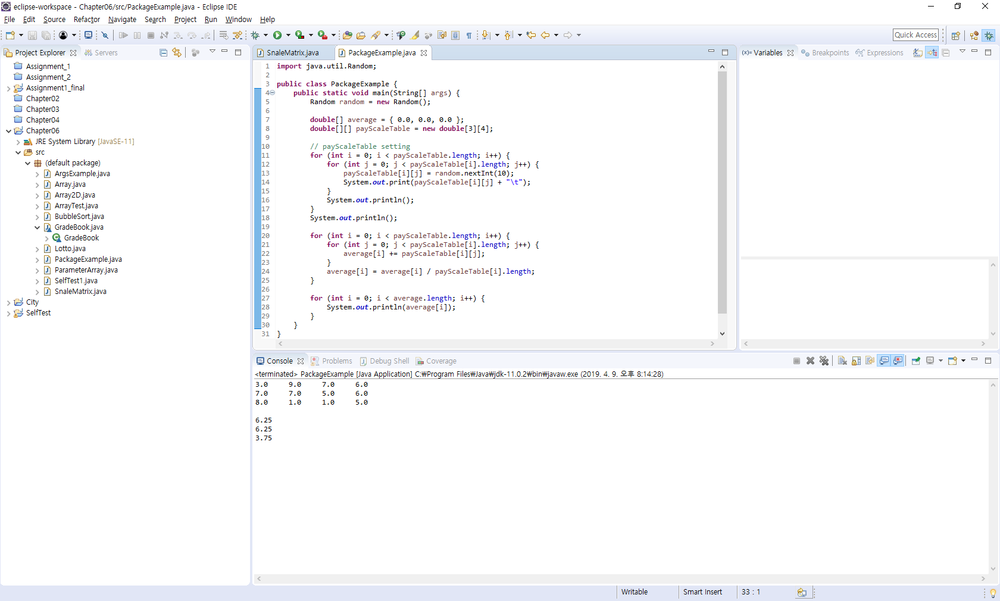 eclipse-workspace - Chapter06/src/PackageExample.java - Eclipse IDE
File Edit Source Refactor Navigate Search Project Run Window Help
Quick Access
Project Explorer
Servers
Assignment_1
Assignment_2
Assignment1_final
Chapter02
Chapter03
Chapter04
Chapter06
JRE System Library [JavaSE-11]
src
(default package)
ArgsExample.java
Array.java
Array2D.java
ArrayTest.java
BubbleSort.java
GradeBook.java
GradeBook
Lotto.java
PackageExample.java
ParameterArray.java
SelfTest1.java
SnaleMatrix.java
City
SelfTest
SnaleMatrix.java
PackageExample.java
1 import java.util.Random;
2
3 public class PackageExample {
4 public static void main(String[] args) {
5 Random random = new Random();
6
7 double[] average = { 0.0, 0.0, 0.0 };
8 double[][] payScaleTable = new double[3][4];
9
10 // payScaleTable setting
11 for (int i = 0; i < payScaleTable.length; i++) {
12 for (int j = 0; j < payScaleTable[i].length; j++) {
13 payScaleTable[i][j] = random.nextInt(10);
14 System.out.print(payScaleTable[i][j] + "\t");
15 }
16 System.out.println();
17 }
18 System.out.println();
19
20 for (int i = 0; i < payScaleTable.length; i++) {
21 for (int j = 0; j < payScaleTable[i].length; j++) {
22 average[i] += payScaleTable[i][j];
23 }
24 average[i] = average[i] / payScaleTable[i].length;
25 }
26
27 for (int i = 0; i < average.length; i++) {
28 System.out.println(average[i]);
29 }
30 }
31 }
(x)= Variables
Breakpoints
Expressions
Console
Problems
Debug Shell
Coverage
<terminated> PackageExample [Java Application] C:₩Program Files₩Java₩jdk-11.0.2₩bin₩javaw.exe (2019. 4. 9. 오후 8:14:28)
3.0 9.0 7.0 6.0
7.0 7.0 5.0 6.0
8.0 1.0 1.0 5.0
6.25
6.25
3.75
Writable
Smart Insert
33 : 1